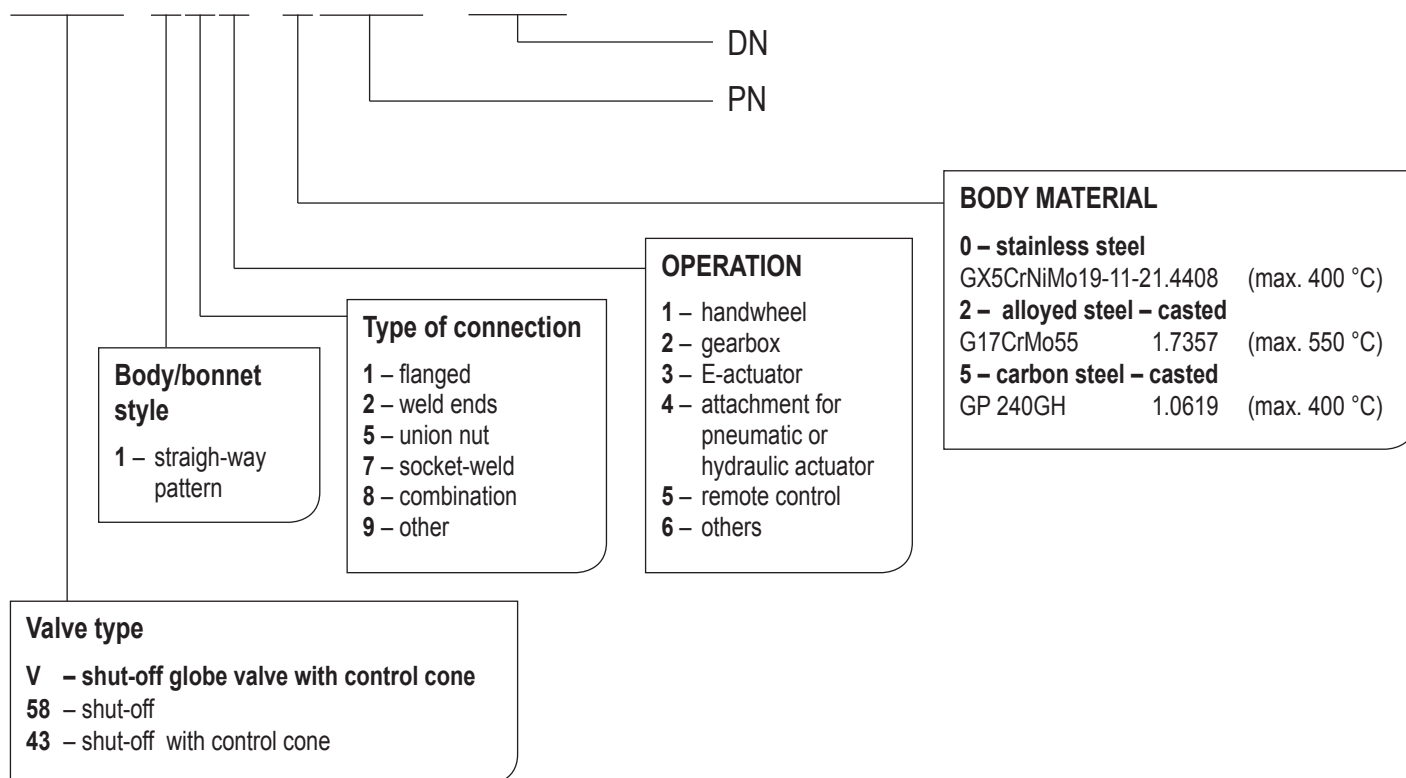 DN
PN
BODY MATERIAL
0 – stainless steel
GX5CrNiMo19-11-21.4408 (max. 400 °C)
2 – alloyed steel – casted
G17CrMo55 1.7357 (max. 550 °C)
5 – carbon steel – casted
GP 240GH 1.0619 (max. 400 °C)
OPERATION
1 – handwheel
2 – gearbox
3 – E-actuator
4 – attachment for
pneumatic or
hydraulic actuator
5 – remote control
6 – others
Type of connection
1 – flanged
2 – weld ends
5 – union nut
7 – socket-weld
8 – combination
9 – other
Body/bonnet
style
1 – straigh-way
pattern
Valve type
V – shut-off globe valve with control cone
58 – shut-off
43 – shut-off with control cone